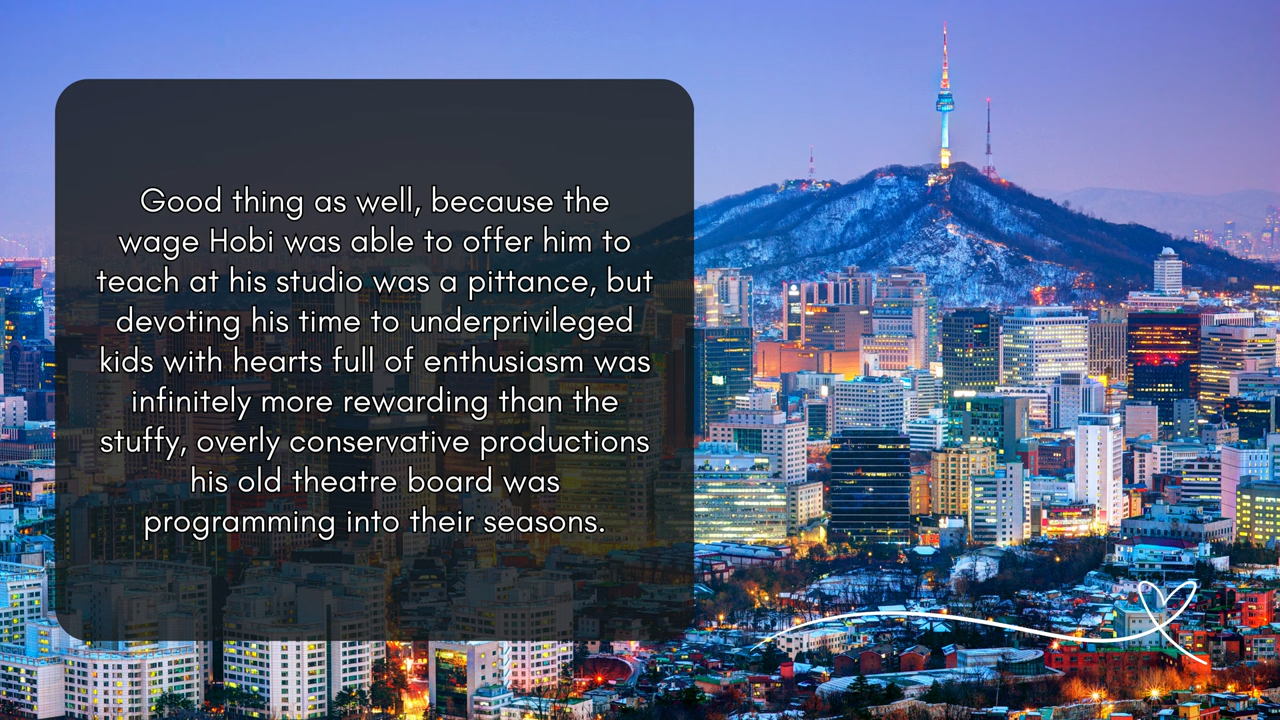 Good thing as well, because the
wage Hobi was able to offer him to
teach at his studio was a pittance, but
devoting his time to underprivileged
kids with hearts full of enthusiasm was
infinitely more rewarding than the
stuffy, overly conservative productions
his old theatre board was
programming into their seasons.